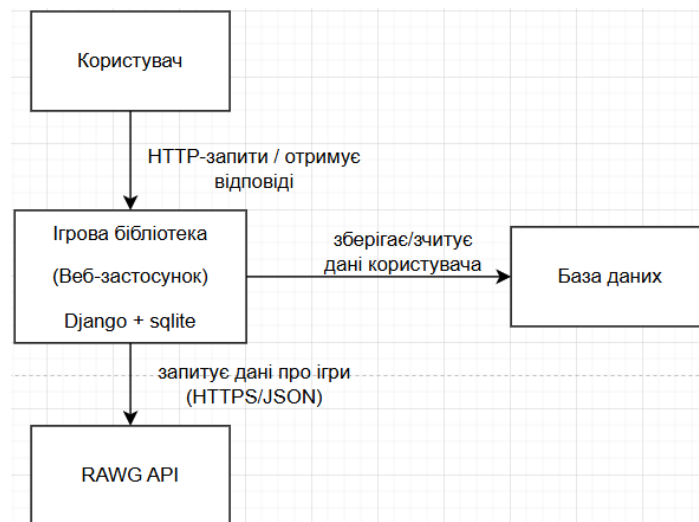 Користувач
HTTP-запити / отримує
відповіді
Ігрова бібліотека
(Веб-застосунок)
Django + sqlite
зберігає/зчитує
дані користувача
База даних
запитує дані про ігри
(HTTPS/JSON)
RAWG API